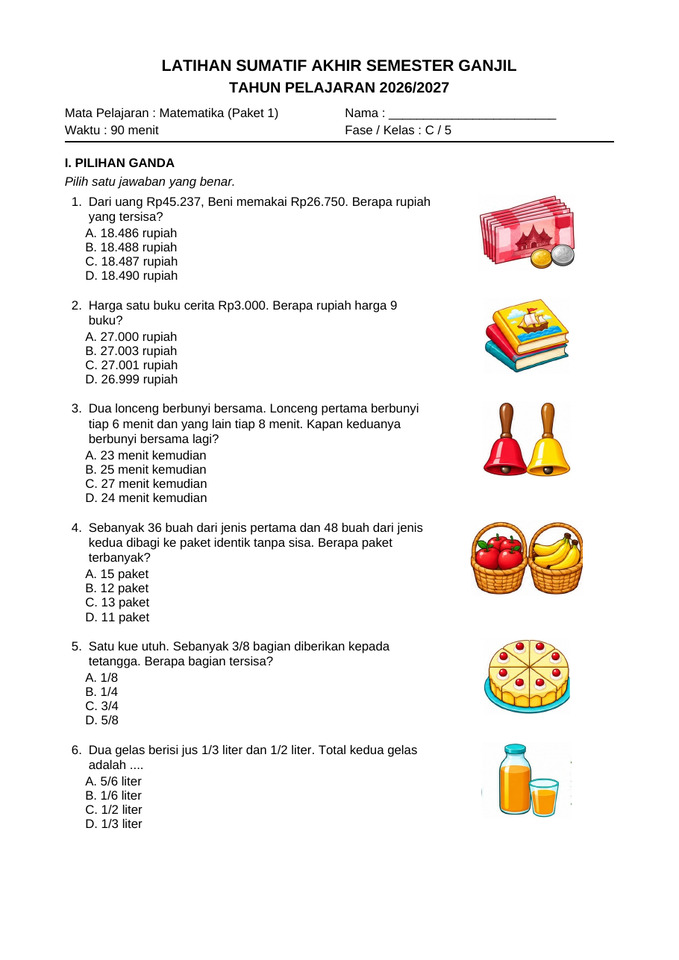 LATIHAN SUMATIF AKHIR SEMESTER GANJIL
TAHUN PELAJARAN 2026/2027
Mata Pelajaran : Matematika (Paket 1)
Nama : ________________________
Waktu : 90 menit
Fase / Kelas : C / 5
I. PILIHAN GANDA
Pilih satu jawaban yang benar.
1. Dari uang Rp45.237, Beni memakai Rp26.750. Berapa rupiah
yang tersisa?
A. 18.486 rupiah
B. 18.488 rupiah
C. 18.487 rupiah
D. 18.490 rupiah
2. Harga satu buku cerita Rp3.000. Berapa rupiah harga 9
buku?
A. 27.000 rupiah
B. 27.003 rupiah
C. 27.001 rupiah
D. 26.999 rupiah
3. Dua lonceng berbunyi bersama. Lonceng pertama berbunyi
tiap 6 menit dan yang lain tiap 8 menit. Kapan keduanya
berbunyi bersama lagi?
A. 23 menit kemudian
B. 25 menit kemudian
C. 27 menit kemudian
D. 24 menit kemudian
4. Sebanyak 36 buah dari jenis pertama dan 48 buah dari jenis
kedua dibagi ke paket identik tanpa sisa. Berapa paket
terbanyak?
A. 15 paket
B. 12 paket
C. 13 paket
D. 11 paket
5. Satu kue utuh. Sebanyak 3/8 bagian diberikan kepada
tetangga. Berapa bagian tersisa?
A. 1/8
B. 1/4
C. 3/4
D. 5/8
6. Dua gelas berisi jus 1/3 liter dan 1/2 liter. Total kedua gelas
adalah ....
A. 5/6 liter
B. 1/6 liter
C. 1/2 liter
D. 1/3 liter